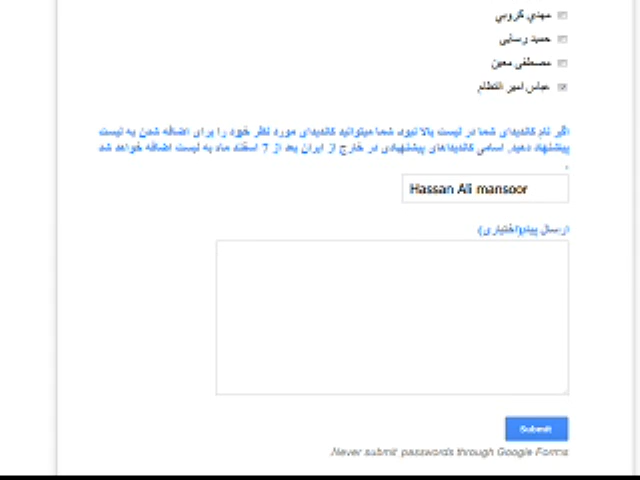 مهدی کروبی
حمید رسایی
مصطفی معین
عباس امیر انتظام
اگر نام کاندیدای شما در لیست بالا نبود، شما میتوانید کاندیدای مورد نظر خود را برای اضافه شدن به لیست
پیشنهاد دهید. اسامی کاندیداهای پیشنهادی در خارج از ایران بعد از 7 اسفند ماه به لیست اضافه خواهد شد
.
Hassan Ali mansoor
ارسال پیام(اختیاری)
Submit
Never submit passwords through Google Forms